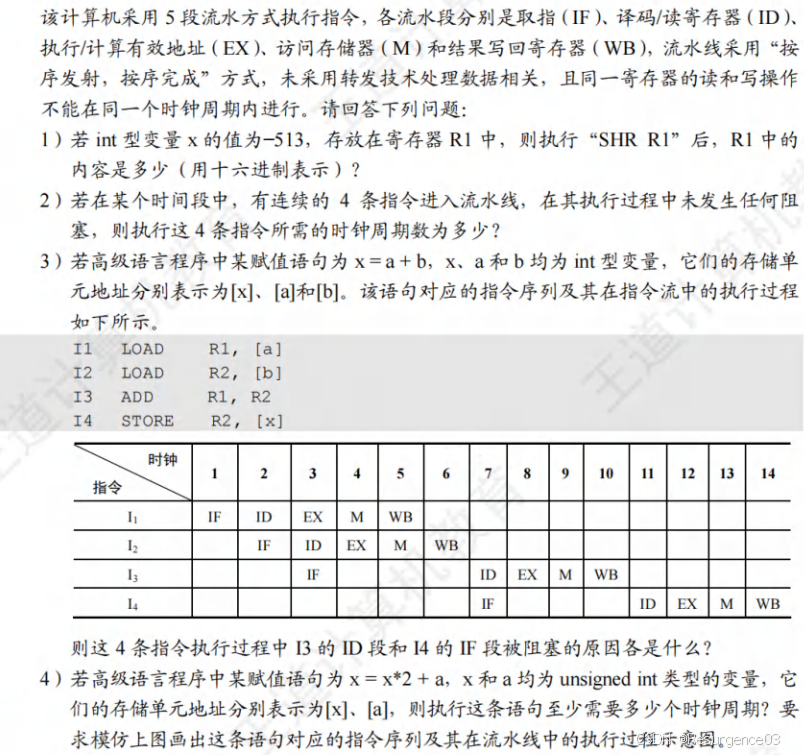 该计算机采用 5 段流水方式执行指令，各流水段分别是取指（IF）、译码/读寄存器（ID）、
执行/计算有效地址（EX）、访问存储器（M）和结果写回寄存器（WB），流水线采用“按
序发射，按序完成”方式，未采用转发技术处理数据相关，且同一寄存器的读和写操作
不能在同一个时钟周期内进行。请回答下列问题：
1）若 int 型变量 x 的值为−513，存放在寄存器 R1 中，则执行“SHR R1”后，R1 中的
内容是多少（用十六进制表示）？
2）若在某个时间段中，有连续的 4 条指令进入流水线，在其执行过程中未发生任何阻
塞，则执行这 4 条指令所需的时钟周期数为多少？
3）若高级语言程序中某赋值语句为 x = a + b，x、a 和 b 均为 int 型变量，它们的存储单
元地址分别表示为[x]、[a]和[b]。该语句对应的指令序列及其在指令流中的执行过程
如下所示。
I1 LOAD R1, [a]
I2 LOAD R2, [b]
I3 ADD R1, R2
I4 STORE R2, [x]
时钟
指令 1 2 3 4 5 6 7 8 9 10 11 12 13 14
I1 IF ID EX M WB
I2 IF ID EX M WB
I3 IF ID EX M WB
I4 IF ID EX M WB
则这 4 条指令执行过程中 I3 的 ID 段和 I4 的 IF 段被阻塞的原因各是什么？
4）若高级语言程序中某赋值语句为 x = x*2 + a，x 和 a 均为 unsigned int 类型的变量，它
们的存储单元地址分别表示为[x]、[a]，则执行这条语句至少需要多少个时钟周期？要
求模仿上图画出这条语句对应的指令序列及其在流水线中的执行过程示意图。
王道计算机教育